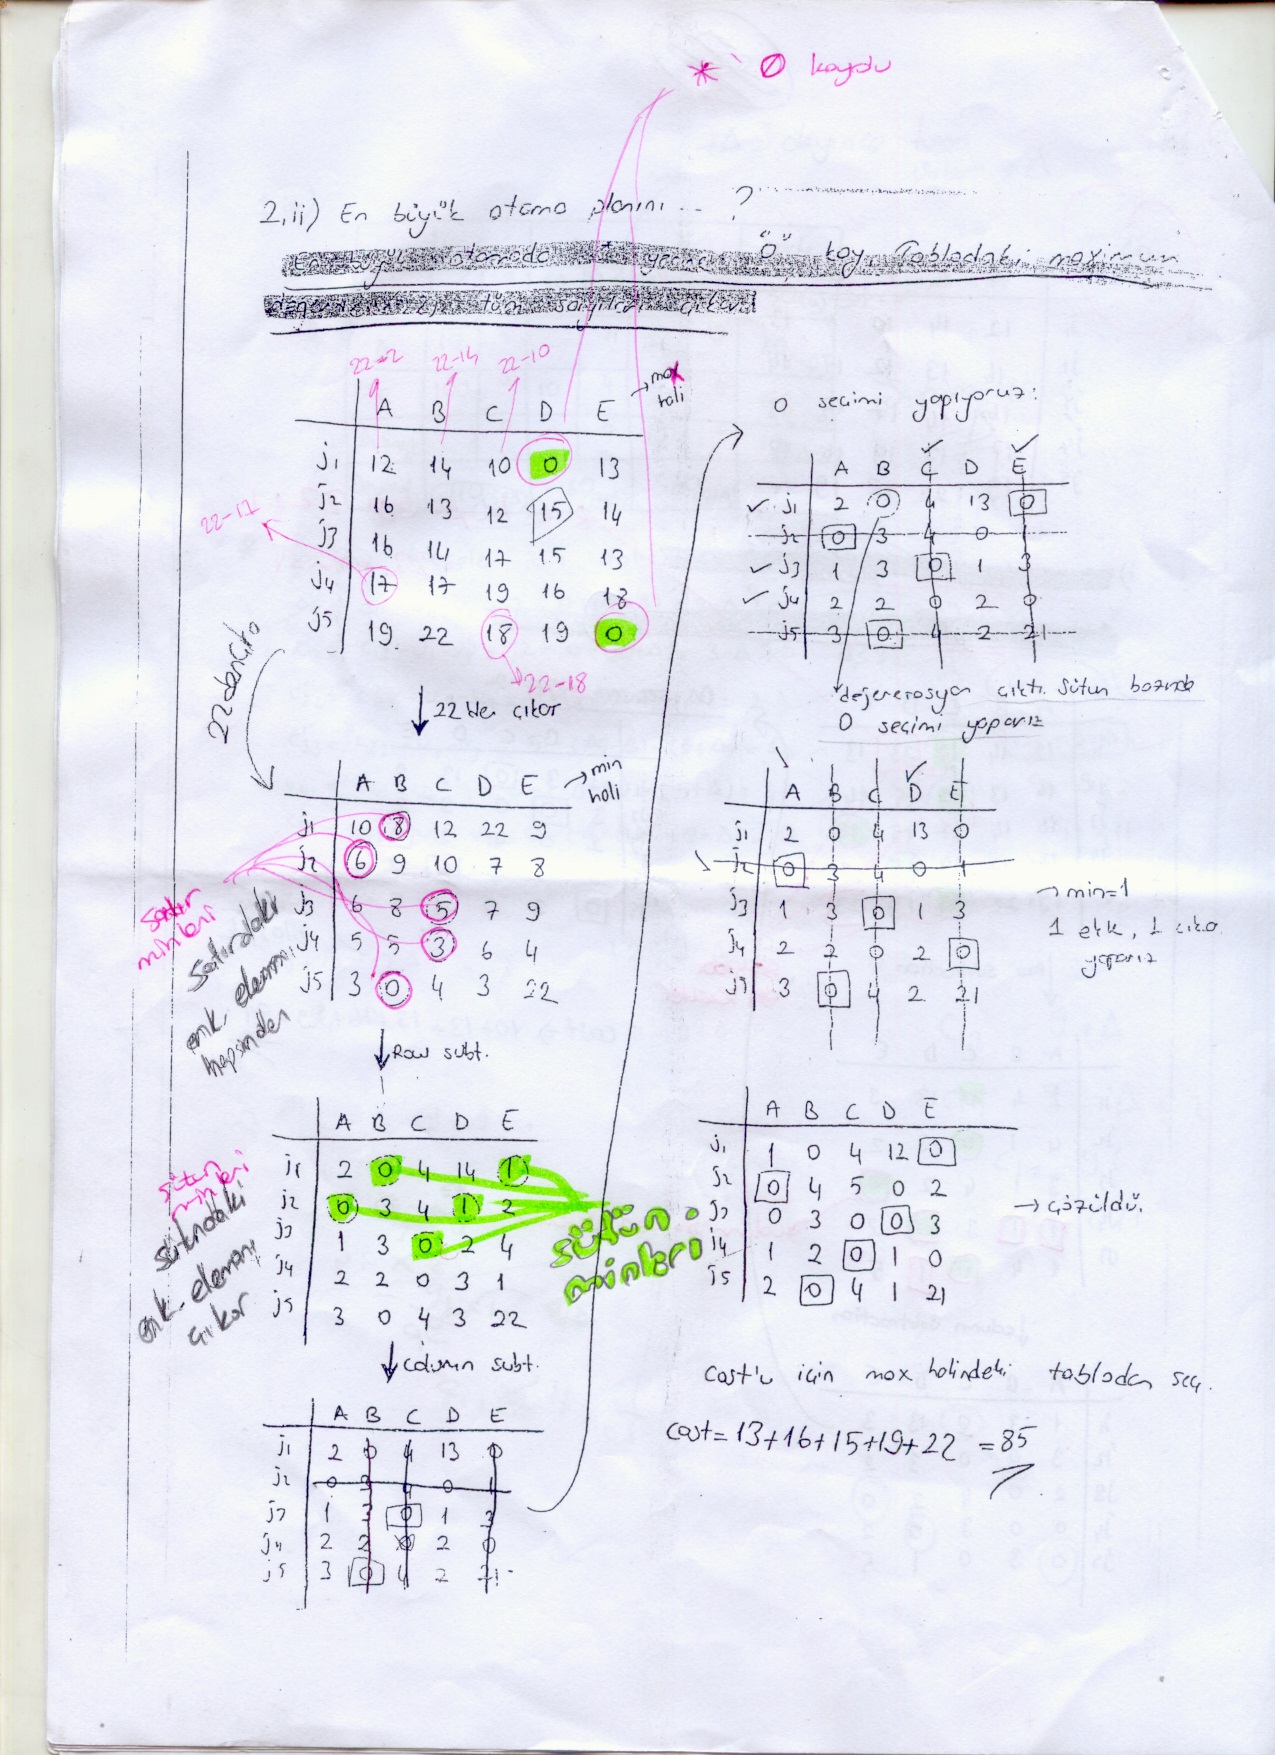 * 0 koydu
2,ii) En büyük atama planını... ?
En büyük atamada yerine "0" koy. Tablodaki maximum
tüm sayıları çıkar!
22-12 22-14 22-10
→ max hali
A B C D E
j1 12 14 10 0 13
j2 16 13 12 15 14
j3 16 14 17 15 13
j4 17 17 19 16 18
j5 19 22 18 19 0
22-17
22-18
22den çıkar
↓ 22'den çıkar
A B C D E → min hali
j1 10 8 12 22 9
j2 6 9 10 7 8
j3 6 8 5 7 9
j4 5 5 3 6 4
j5 3 0 4 3 22
satır minleri
Satırdaki
enk. elemanı
hepsinden
↓ Row subt.
A B C D E
j1 2 0 4 14 1
j2 0 3 4 1 2
j3 1 3 0 2 4
j4 2 2 0 3 1
j5 3 0 4 3 22
sütun minleri
sütundaki
enk. elemanı
çıkar
sütun minleri
↓ Column subt.
A B C D E
j1 2 0 4 13 0
j2 0 3 4 0 1
j3 1 3 0 1 3
j4 2 2 0 2 0
j5 3 0 4 2 21
0 seçimi yapıyoruz:
A B C D E
j1 2 0 4 13 0
j2 0 3 4 0 1
j3 1 3 0 1 3
j4 2 2 0 2 0
j5 3 0 4 2 21
dejenerosyon çıktı. Sütun bazında
0 seçimi yaparız
A B C D E
j1 2 0 4 13 0
j2 0 3 4 0 1
j3 1 3 0 1 3
j4 2 2 0 2 0
j5 3 0 4 2 21
→ min=1
1 ekle, 1 çıkar
yaparız
A B C D E
j1 1 0 4 12 0
j2 0 4 5 0 2
j3 0 3 0 0 3
j4 1 2 0 1 0
j5 2 0 4 1 21
→ çözüldü.
Cost'u için max halindeki tablodan seç.
cost=13+16+15+19+22 =85